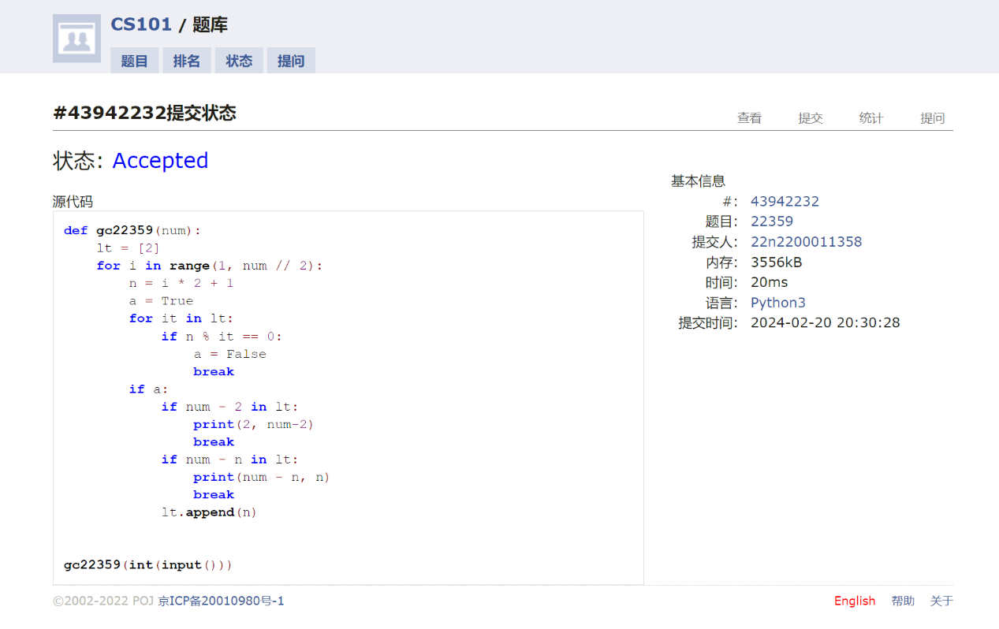 CS101 / 题库
题目 排名 状态 提问
#43942232提交状态
查看 提交 统计 提问
状态: Accepted
基本信息
#: 43942232
题目: 22359
提交人: 22n2200011358
内存: 3556kB
时间: 20ms
语言: Python3
提交时间: 2024-02-20 20:30:28
源代码
def gc22359(num):
    lt = [2]
    for i in range(1, num // 2):
        n = i * 2 + 1
        a = True
        for it in lt:
            if n % it == 0:
                a = False
                break
        if a:
            if num - 2 in lt:
                print(2, num-2)
                break
            if num - n in lt:
                print(num - n, n)
                break
            lt.append(n)
gc22359(int(input()))
©2002-2022 POJ 京ICP备20010980号-1
English 帮助 关于